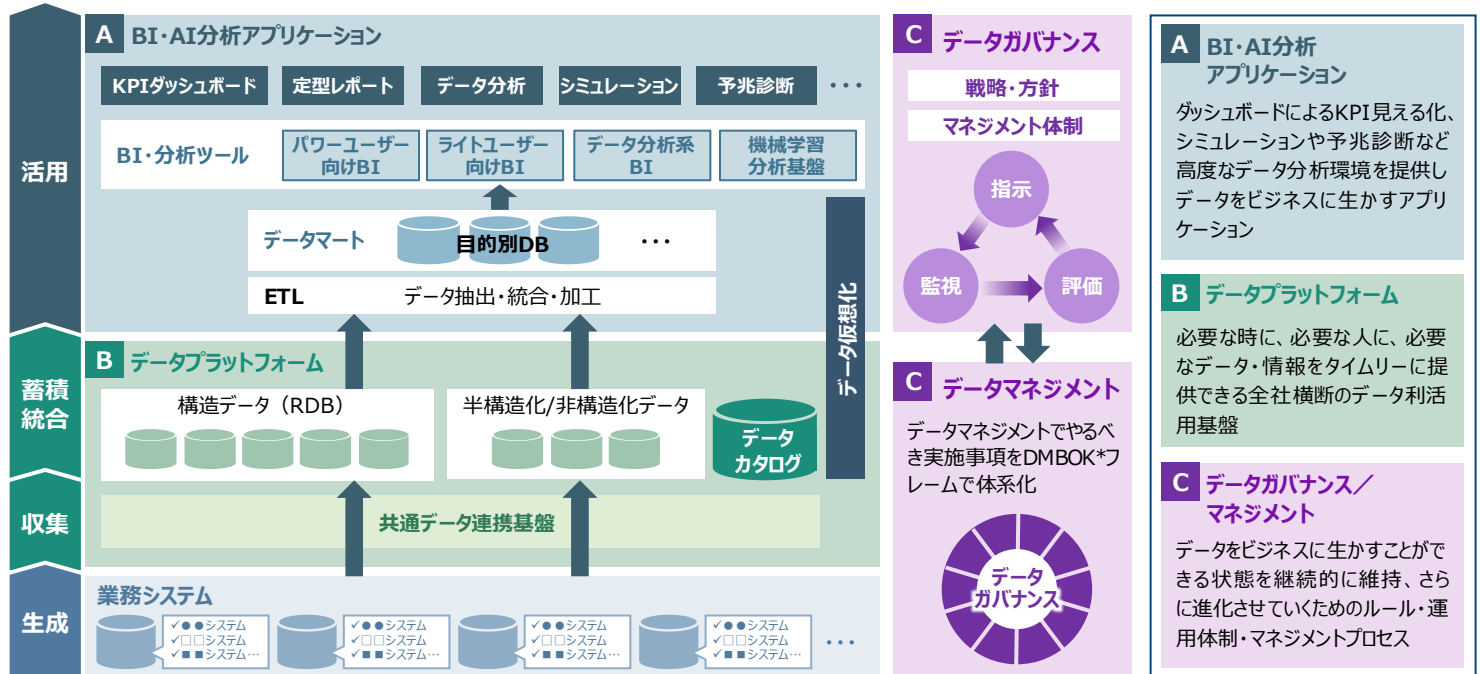 活用
蓄積
統合
収集
生成
A BI・AI分析アプリケーション
KPIダッシュボード
定型レポート
データ分析
シミュレーション
予兆診断
・・・
BI・分析ツール
パワーユーザー
向けBI
ライトユーザー
向けBI
データ分析系
BI
機械学習
分析基盤
データマート
目的別DB
・・・
ETL データ抽出・統合・加工
データ仮想化
B データプラットフォーム
構造データ（RDB）
半構造化/非構造化データ
データ
カタログ
共通データ連携基盤
業務システム
✓●●システム
✓□□システム
✓■■システム…
✓●●システム
✓□□システム
✓■■システム…
✓●●システム
✓□□システム
✓■■システム…
✓●●システム
✓□□システム
✓■■システム…
・・・
C データガバナンス
戦略・方針
マネジメント体制
指示
監視
評価
C データマネジメント
データマネジメントでやるべ
き実施事項をDMBOK*フ
レームで体系化
データ
ガバナンス
A BI・AI分析
アプリケーション
ダッシュボードによるKPI見える化、
シミュレーションや予兆診断など
高度なデータ分析環境を提供し
データをビジネスに生かすアプリ
ケーション
B データプラットフォーム
必要な時に、必要な人に、必要
なデータ・情報をタイムリーに提
供できる全社横断のデータ利活
用基盤
C データガバナンス／
マネジメント
データをビジネスに生かすことがで
きる状態を継続的に維持、さら
に進化させていくためのルール・運
用体制・マネジメントプロセス